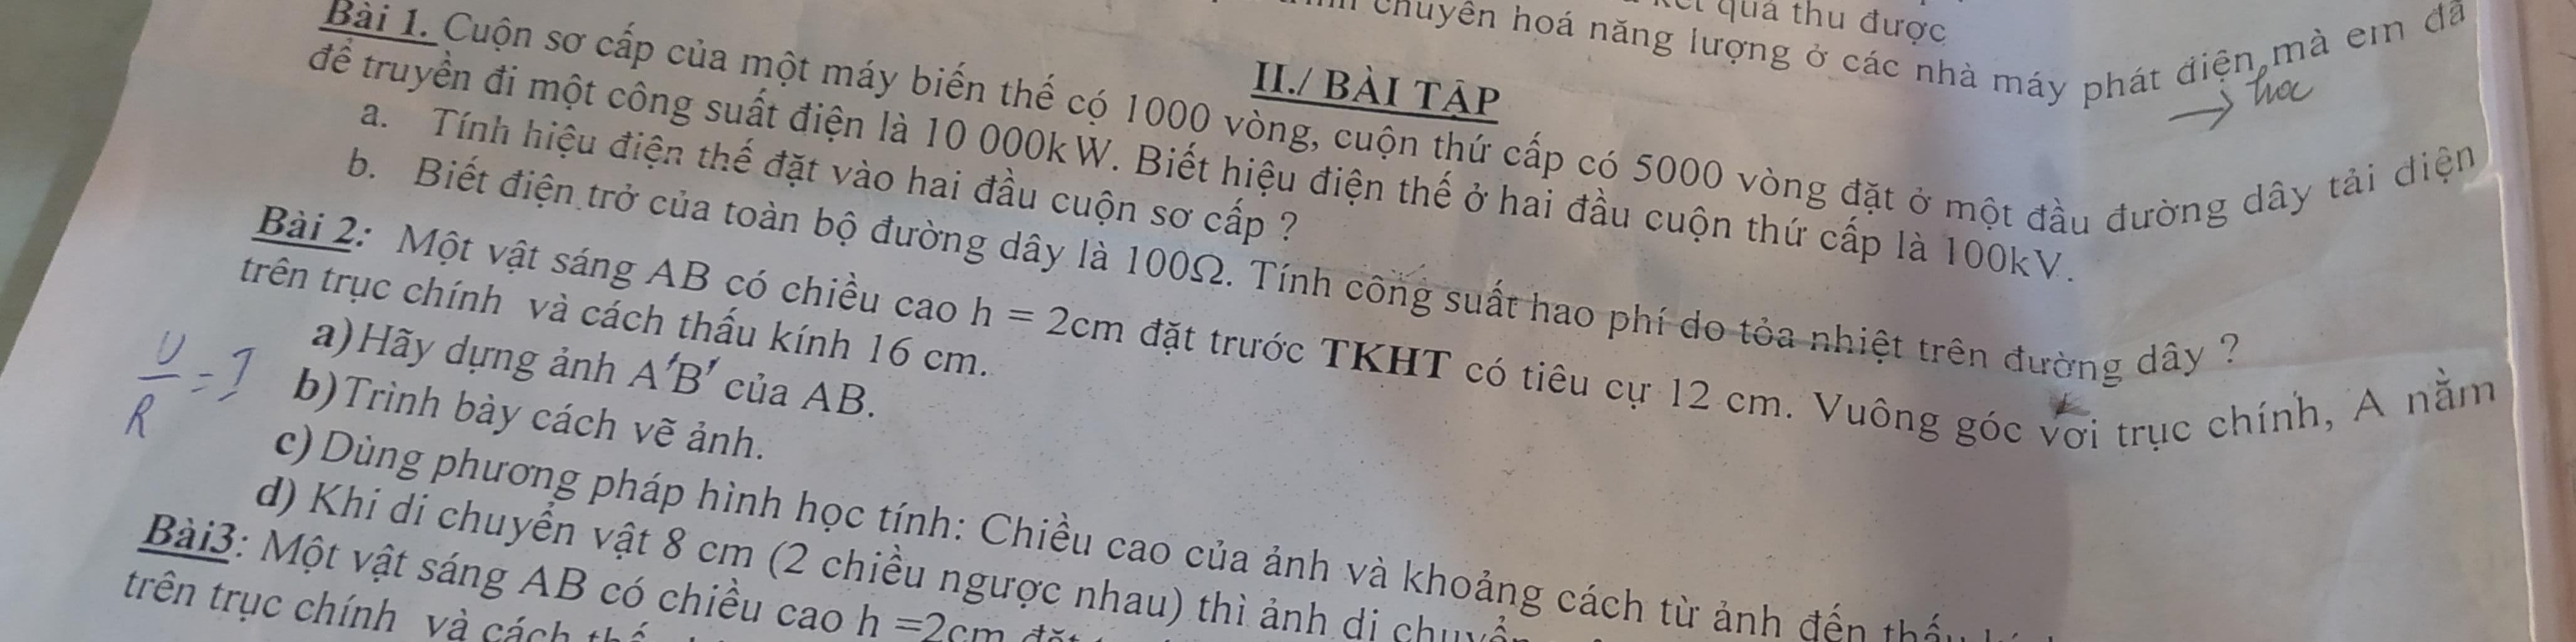 quả thu được
chuyển hoá năng lượng ở các nhà máy phát điện mà em đã
→ học
II./ BÀI TẬP
Bài 1. Cuộn sơ cấp của một máy biến thế có 1000 vòng, cuộn thứ cấp có 5000 vòng đặt ở một đầu đường dây tải điện
để truyền đi một công suất điện là 10 000kW. Biết hiệu điện thế ở hai đầu cuộn thứ cấp là 100kV.
a. Tính hiệu điện thế đặt vào hai đầu cuộn sơ cấp ?
b. Biết điện trở của toàn bộ đường dây là 100Ω. Tính công suất hao phí do tỏa nhiệt trên đường dây ?
Bài 2: Một vật sáng AB có chiều cao h = 2cm đặt trước TKHT có tiêu cự 12 cm. Vuông góc với trục chính, A nằm
trên trục chính và cách thấu kính 16 cm.
a)Hãy dựng ảnh A'B' của AB.
b)Trình bày cách vẽ ảnh.
U/R = I
c) Dùng phương pháp hình học tính: Chiều cao của ảnh và khoảng cách từ ảnh đến
d) Khi di chuyển vật 8 cm (2 chiều ngược nhau) thì ảnh di
Bài3: Một vật sáng AB có chiều cao h =2cm
trên trục chính và cách